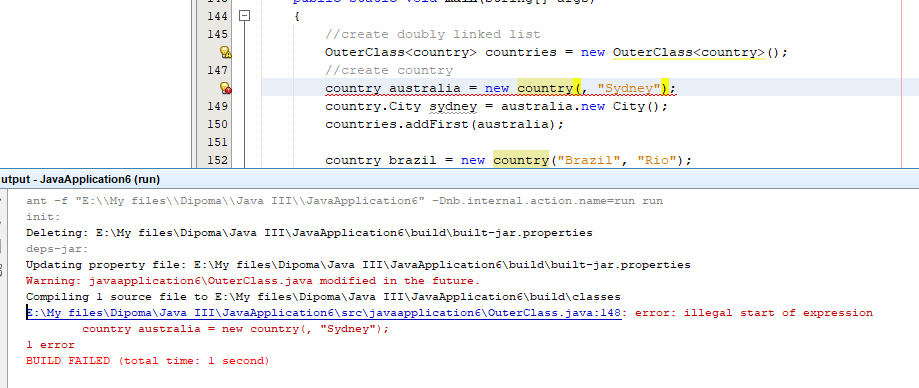 public static void main(String[] args)
144 {
145 //create doubly linked list
OuterClass<country> countries = new OuterClass<country>();
147 //create country
country australia = new country(, "Sydney");
149 country.City sydney = australia.new City();
150 countries.addFirst(australia);
151
152 country brazil = new country("Brazil", "Rio");
utput - JavaApplication6 (run)
ant -f "E:\\My files\\Dipoma\\Java III\\JavaApplication6" -Dnb.internal.action.name=run run
init:
Deleting: E:\My files\Dipoma\Java III\JavaApplication6\build\built-jar.properties
deps-jar:
Updating property file: E:\My files\Dipoma\Java III\JavaApplication6\build\built-jar.properties
Warning: javaapplication6\OuterClass.java modified in the future.
Compiling 1 source file to E:\My files\Dipoma\Java III\JavaApplication6\build\classes
E:\My files\Dipoma\Java III\JavaApplication6\src\javaapplication6\OuterClass.java:148: error: illegal start of expression
country australia = new country(, "Sydney");
1 error
BUILD FAILED (total time: 1 second)